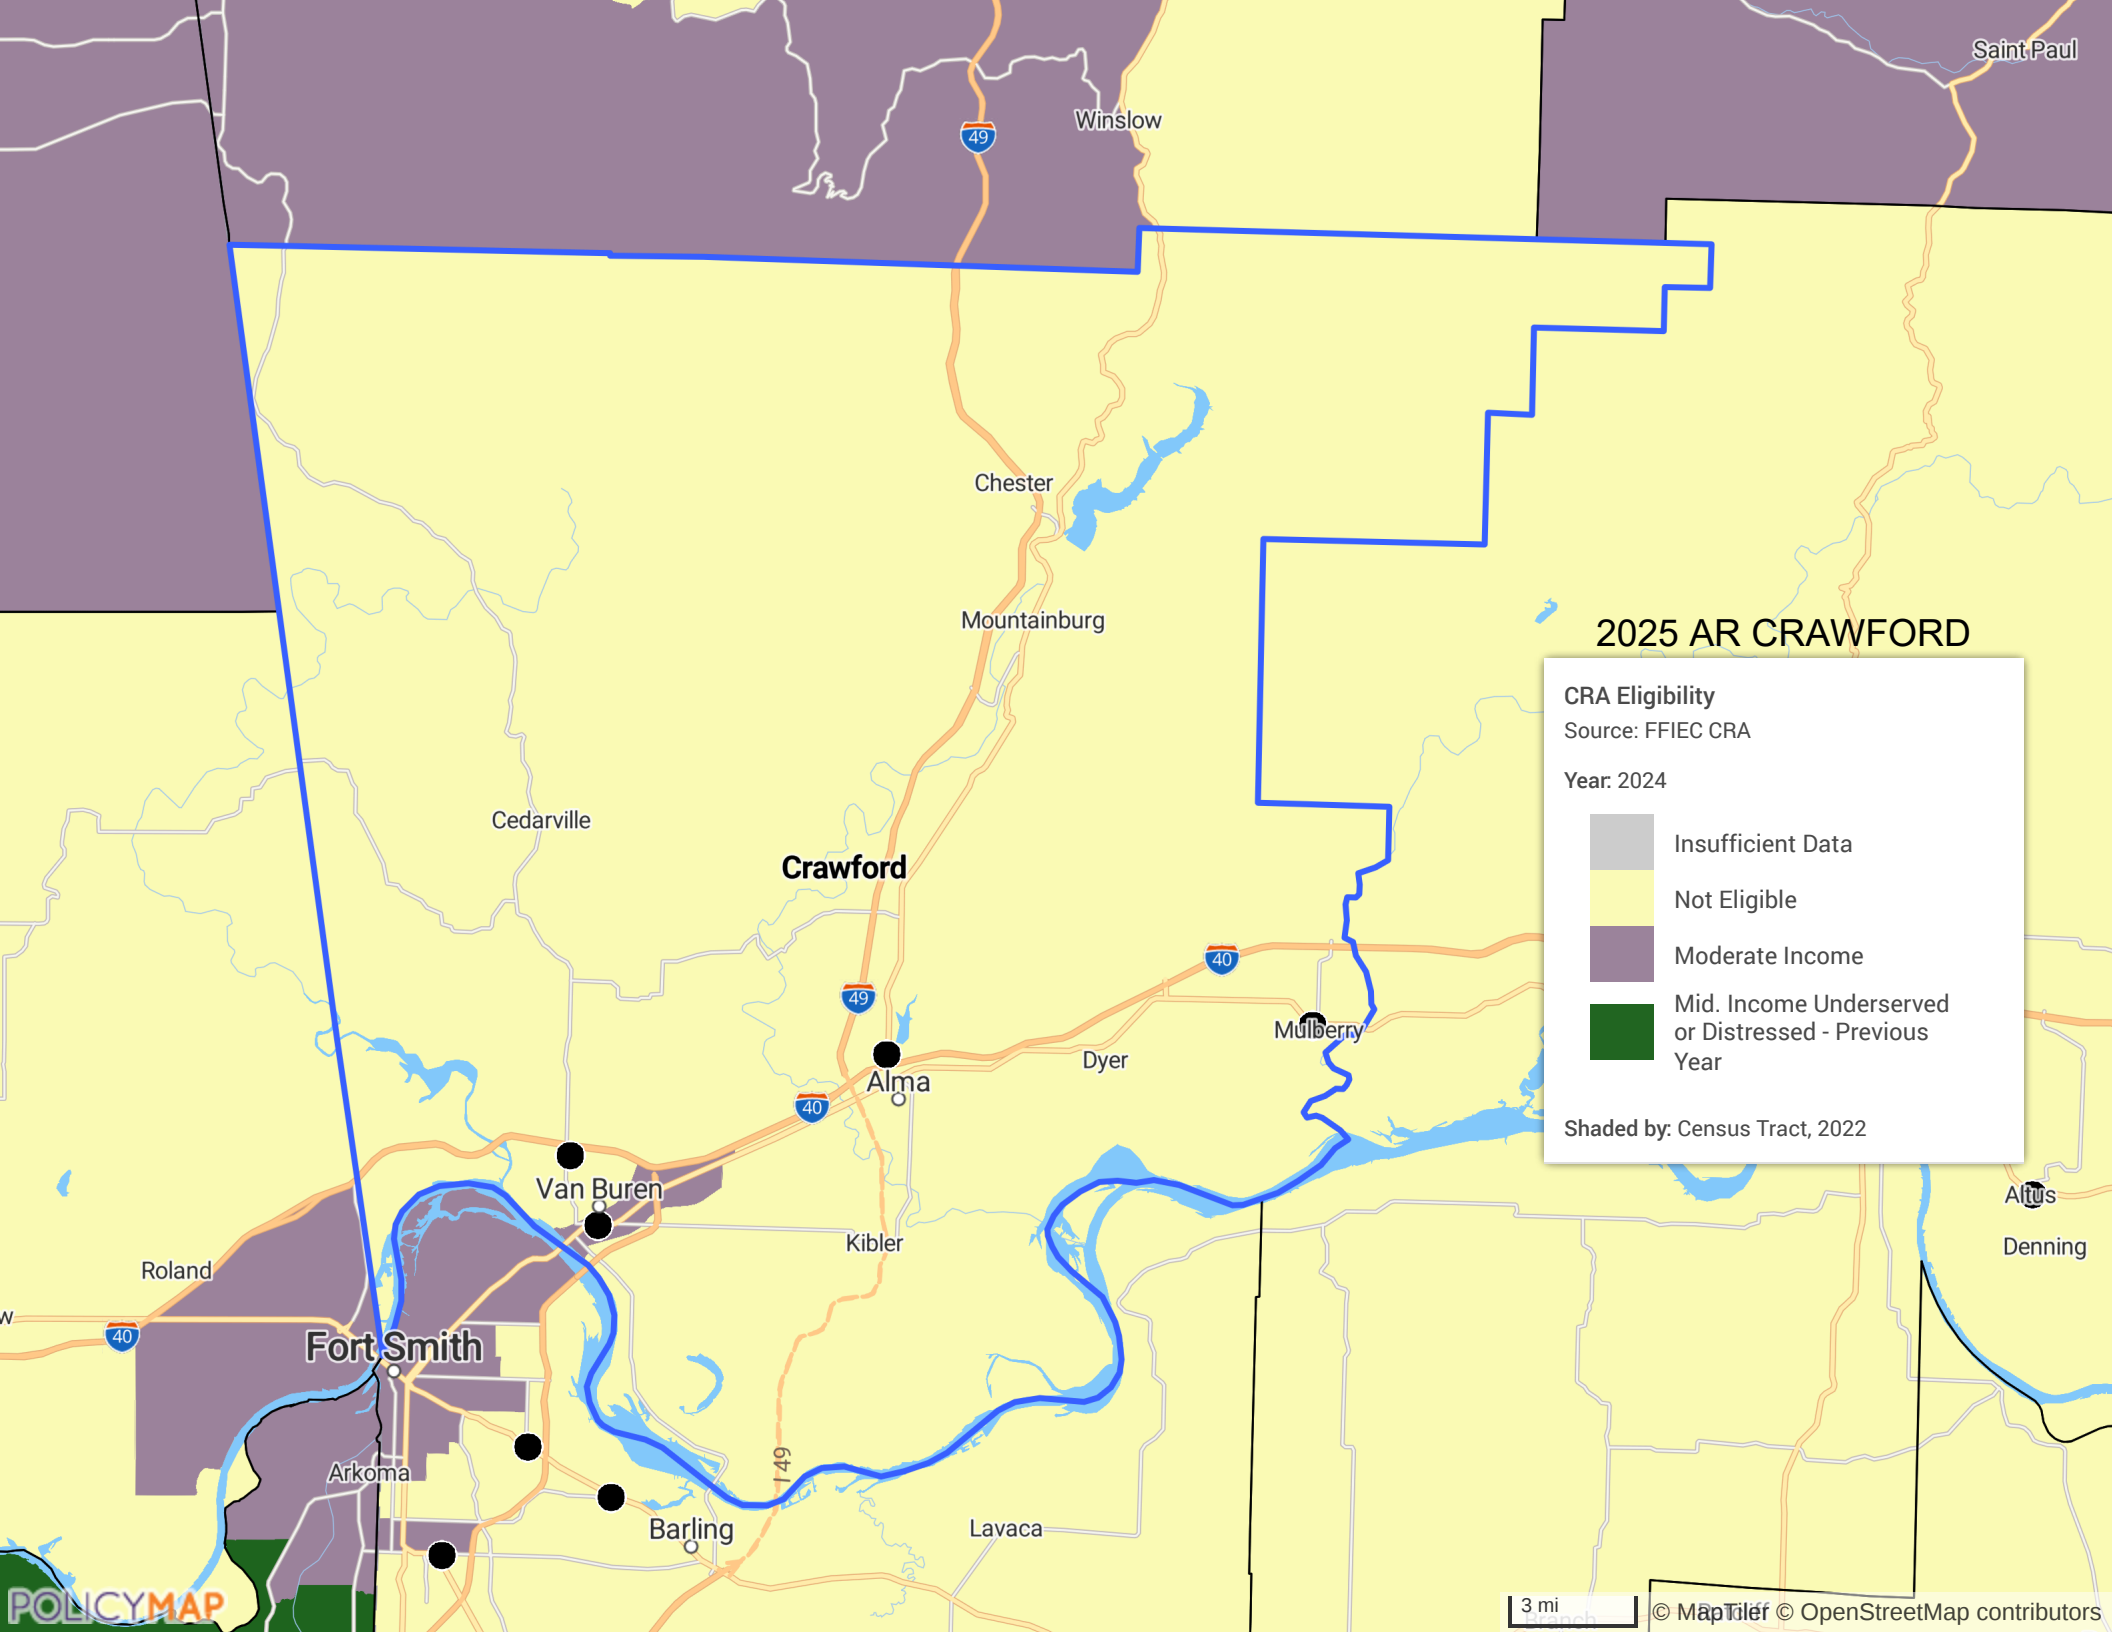 Saint Paul
Winslow
49
Chester
Mountainburg
2025 AR CRAWFORD
CRA Eligibility
Source: FFIEC CRA
Year: 2024
Insufficient Data
Not Eligible
Moderate Income
Mid. Income Underserved
or Distressed - Previous
Year
Shaded by: Census Tract, 2022
Cedarville
Crawford
40
49
Mulberry
Dyer
Alma
40
Van Buren
Altus
Kibler
Denning
Roland
w
40
Fort Smith
149
Arkoma
Barling
Lavaca
POLICYMAP
3 mi
Branch
Ratcliff
© MapTiler © OpenStreetMap contributors